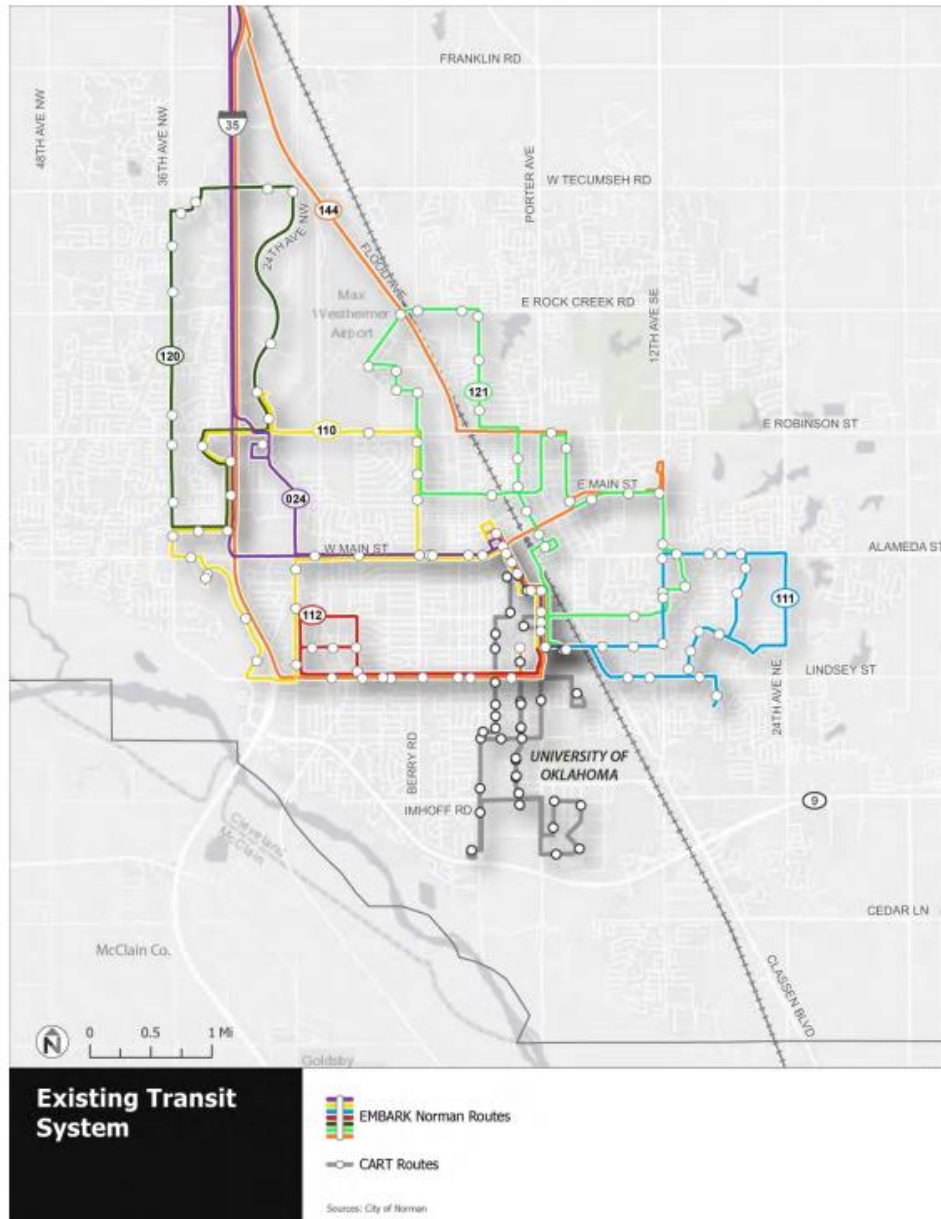 FRANKLIN RD
48TH AVE NW
36TH AVE NW
35
W TECUMSEH RD
PORTER AVE
144
24TH AVE NW
FLOOD AVE
Max
Westheimer
Airport
E ROCK CREEK RD
12TH AVE SE
120
121
110
E ROBINSON ST
024
E MAIN ST
W MAIN ST
ALAMEDA ST
111
112
LINDSEY ST
24TH AVE NE
BERRY RD
UNIVERSITY OF
OKLAHOMA
IMHOFF RD
9
Cleveland
McClain
CEDAR LN
McClain Co.
CLASSEN BLVD
N
0 0.5 1 Mi
Goldsby
Existing Transit
System
EMBARK Norman Routes
CART Routes
Sources: City of Norman